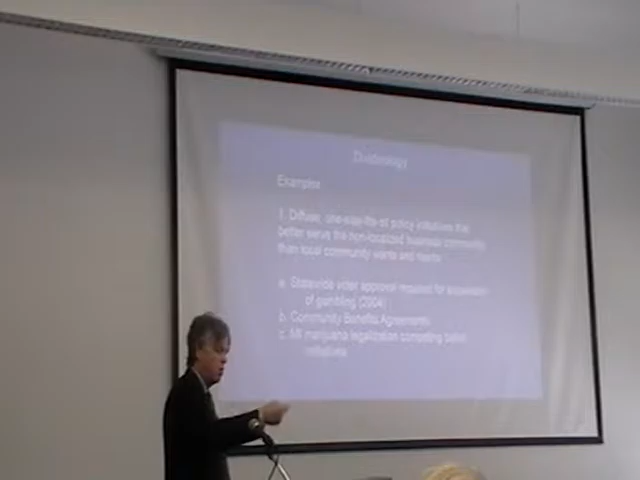 Examples
1. Diffuse, one-size-fits-all policy initiatives that
better serve the non-localized business community
than local community wants and needs
a. Statewide voter approval required for expansion
of gambling (2004)
b. Community Benefits Agreements
c. MI marijuana legalization competing ballot
initiatives